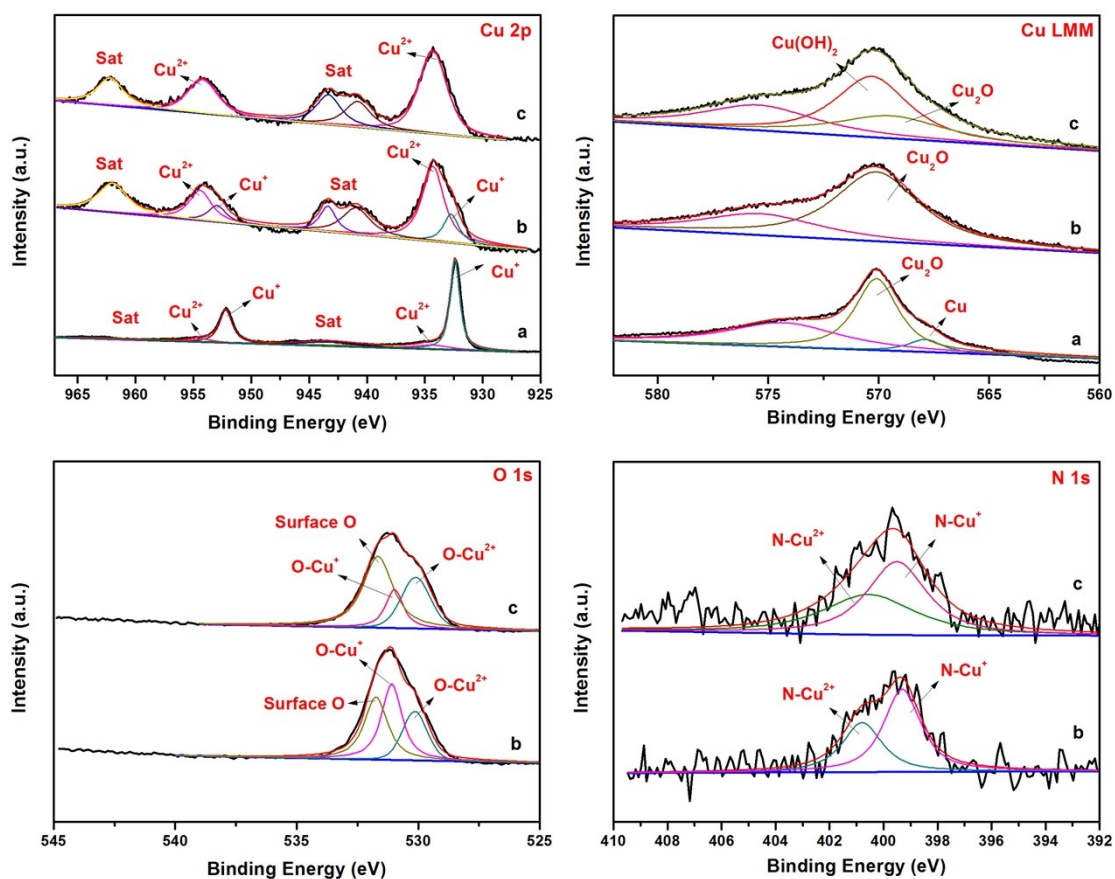 Cu 2p
Sat
Cu²⁺
Sat
Cu²⁺
c
Sat
Cu²⁺
Cu⁺
Sat
Cu²⁺
Cu⁺
b
Sat
Cu²⁺
Cu⁺
Sat
Cu²⁺
Cu⁺
a
965 960 955 950 945 940 935 930 925
Binding Energy (eV)
Intensity (a.u.)
Cu LMM
Cu(OH)₂
Cu₂O
c
Cu₂O
b
Cu₂O
Cu
a
580 575 570 565 560
Binding Energy (eV)
Intensity (a.u.)
O 1s
Surface O
O-Cu⁺
O-Cu²⁺
c
O-Cu⁺
Surface O
O-Cu²⁺
b
545 540 535 530 525
Binding Energy (eV)
Intensity (a.u.)
N 1s
N-Cu²⁺
N-Cu⁺
c
N-Cu²⁺
N-Cu⁺
b
410 408 406 404 402 400 398 396 394 392
Binding Energy (eV)
Intensity (a.u.)